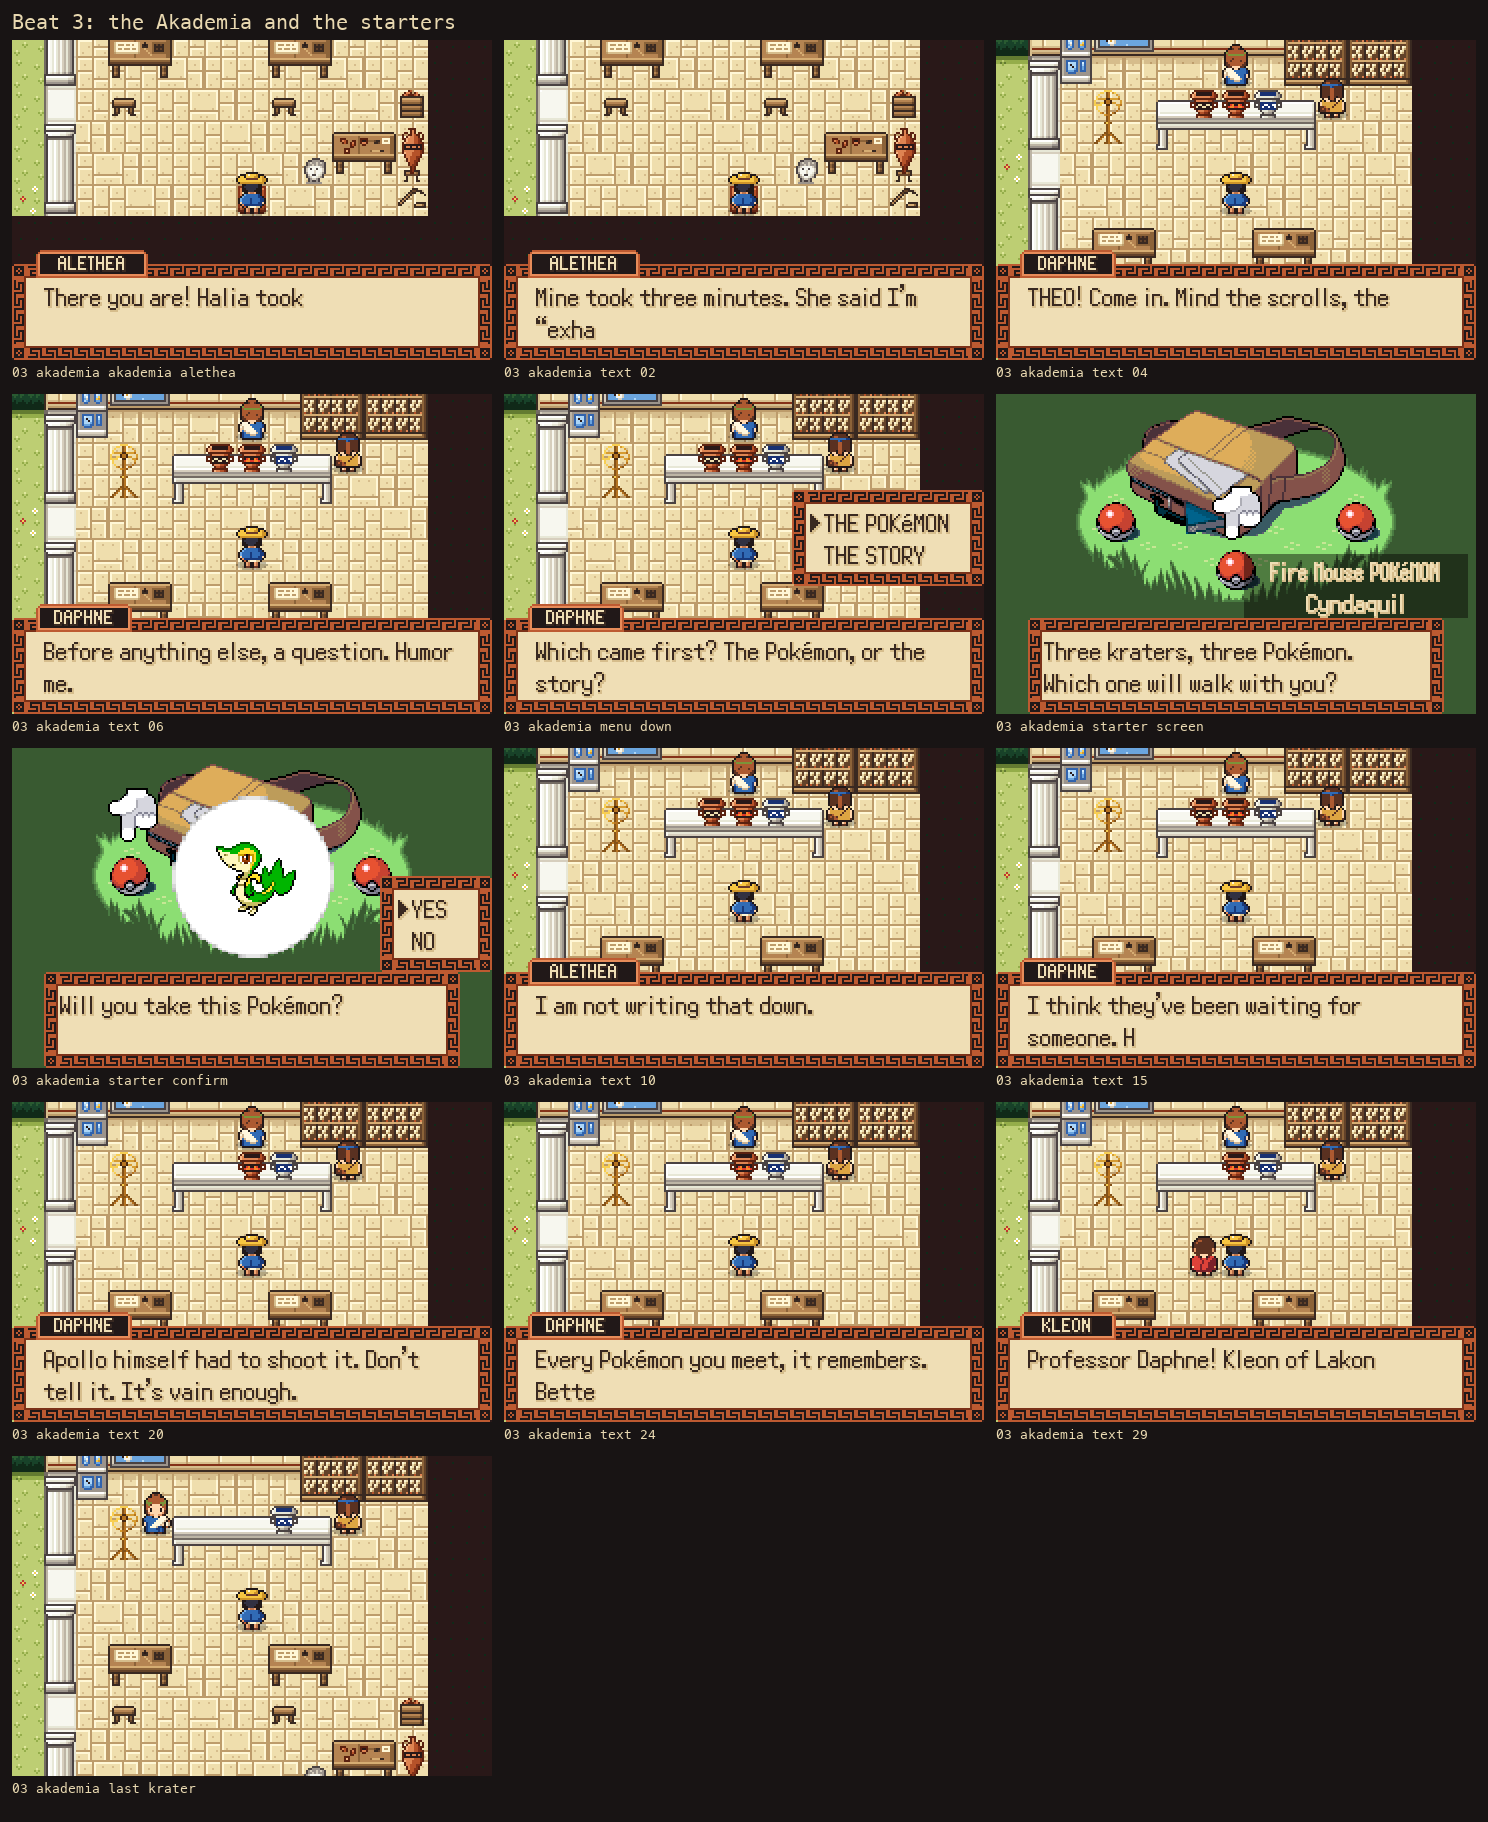 Beat 3: the Akademia and the starters
ALETHEA
There you are! Halia took
03 akademia akademia alethea
ALETHEA
Mine took three minutes. She said I'm
“exha
03 akademia text 02
DAPHNE
THEO! Come in. Mind the scrolls, the
03 akademia text 04
DAPHNE
Before anything else, a question. Humor
me.
03 akademia text 06
THE POKéMON
THE STORY
DAPHNE
Which came first? The Pokémon, or the
story?
03 akademia menu down
Fire Mouse POKéMON
Cyndaquil
Three kraters, three Pokémon.
Which one will walk with you?
03 akademia starter screen
YES
NO
Will you take this Pokémon?
03 akademia starter confirm
ALETHEA
I am not writing that down.
03 akademia text 10
DAPHNE
I think they've been waiting for
someone. H
03 akademia text 15
DAPHNE
Apollo himself had to shoot it. Don't
tell it. It's vain enough.
03 akademia text 20
DAPHNE
Every Pokémon you meet, it remembers.
Bette
03 akademia text 24
KLEON
Professor Daphne! Kleon of Lakon
03 akademia text 29
03 akademia last krater